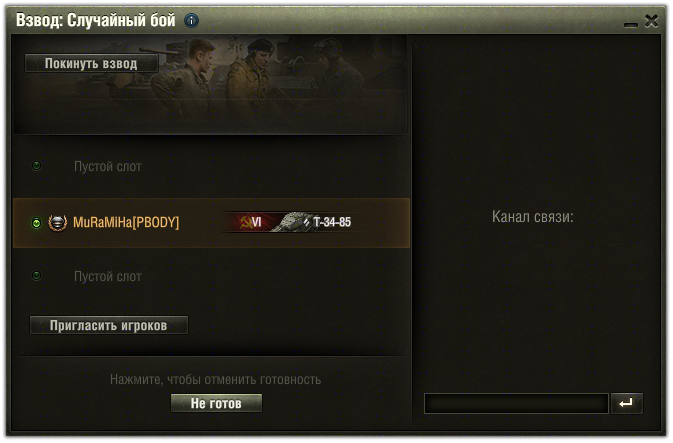 Взвод: Случайный бой
Покинуть взвод
Пустой слот
MuRaMiHa[PBODY] VI Т-34-85
Пустой слот
Пригласить игроков
Нажмите, чтобы отменить готовность
Не готов
Канал связи: